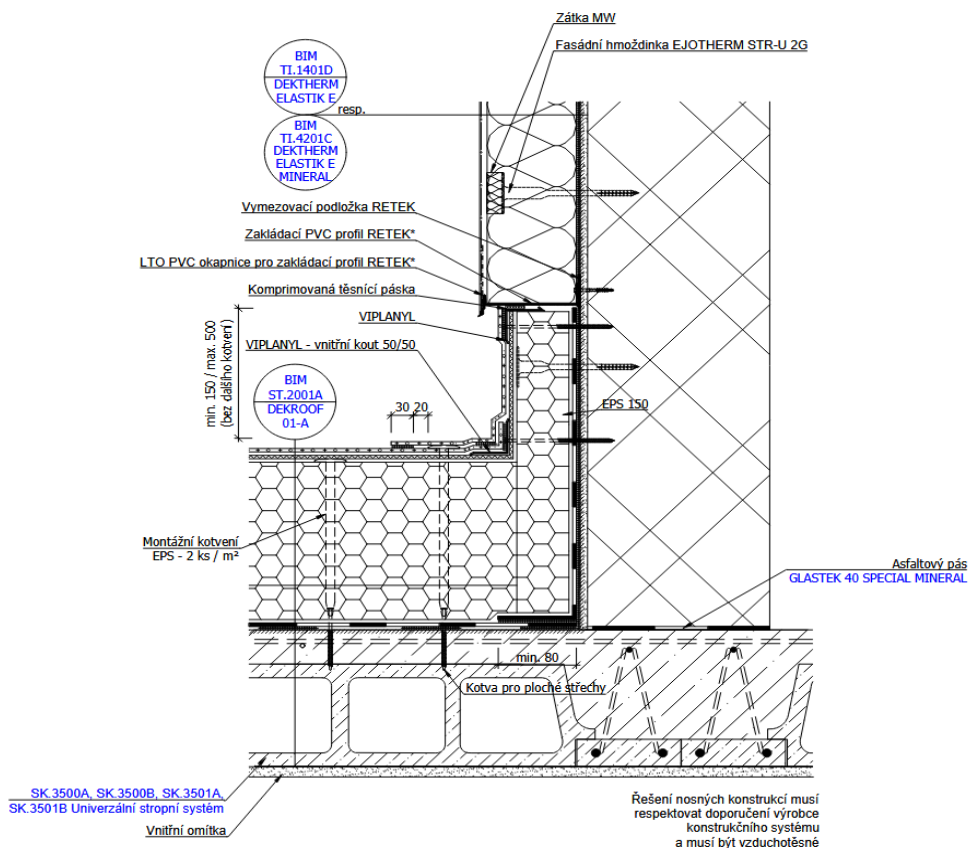 Zátka MW
Fasádní hmoždinka EJOTHERM STR-U 2G
BIM
TI.1401D
DEKTHERM
ELASTIK E
resp.
BIM
TI.4201C
DEKTHERM
ELASTIK E
MINERAL
Vymezovací podložka RETEK
Zakládací PVC profil RETEK*
LTO PVC okapnice pro zakládací profil RETEK*
Komprimovaná těsnící páska
VIPLANYL
VIPLANYL - vnitřní kout 50/50
min. 150 / max. 500
(bez dalšího kotvení)
BIM
ST.2001A
DEKROOF
01-A
30 20
EPS 150
Montážní kotvení
EPS - 2 ks / m²
Asfaltový pás
GLASTEK 40 SPECIAL MINERAL
min. 80
Kotva pro ploché střechy
SK.3500A, SK.3500B, SK.3501A,
SK.3501B Univerzální stropní systém
Vnitřní omítka
Řešení nosných konstrukcí musí
respektovat doporučení výrobce
konstrukčního systému
a musí být vzduchotěsné